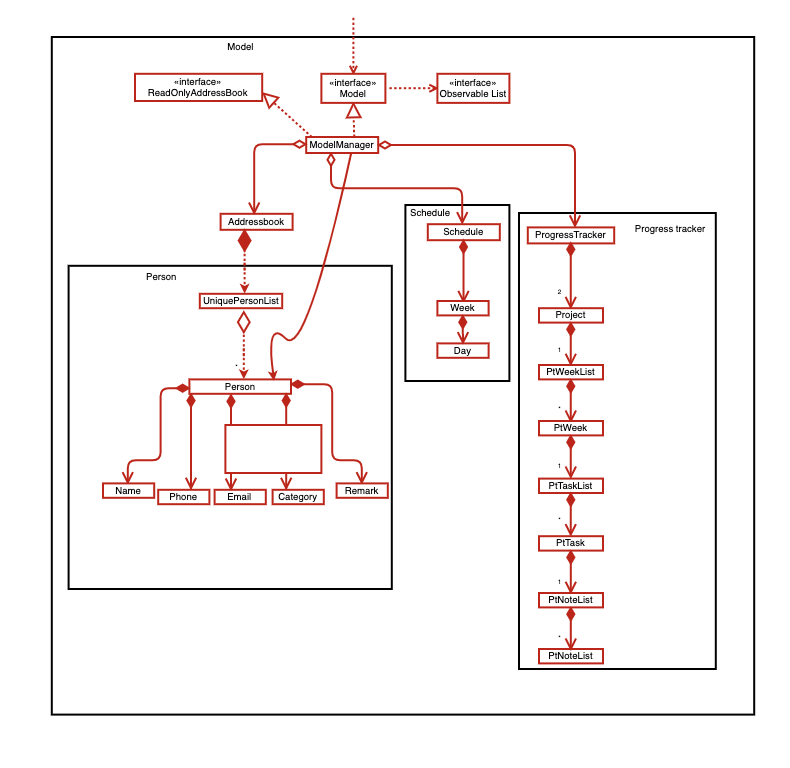 Model
«interface»
ReadOnlyAddressBook
«interface»
Model
«interface»
Observable List
ModelManager
Addressbook
Schedule
Schedule
ProgressTracker
Progress tracker
Person
UniquePersonList
Week
2
Project
Day
1
PtWeekList
*
Person
*
PtWeek
1
Name
Phone
Email
Category
Remark
PtTaskList
*
PtTask
1
PtNoteList
*
PtNoteList